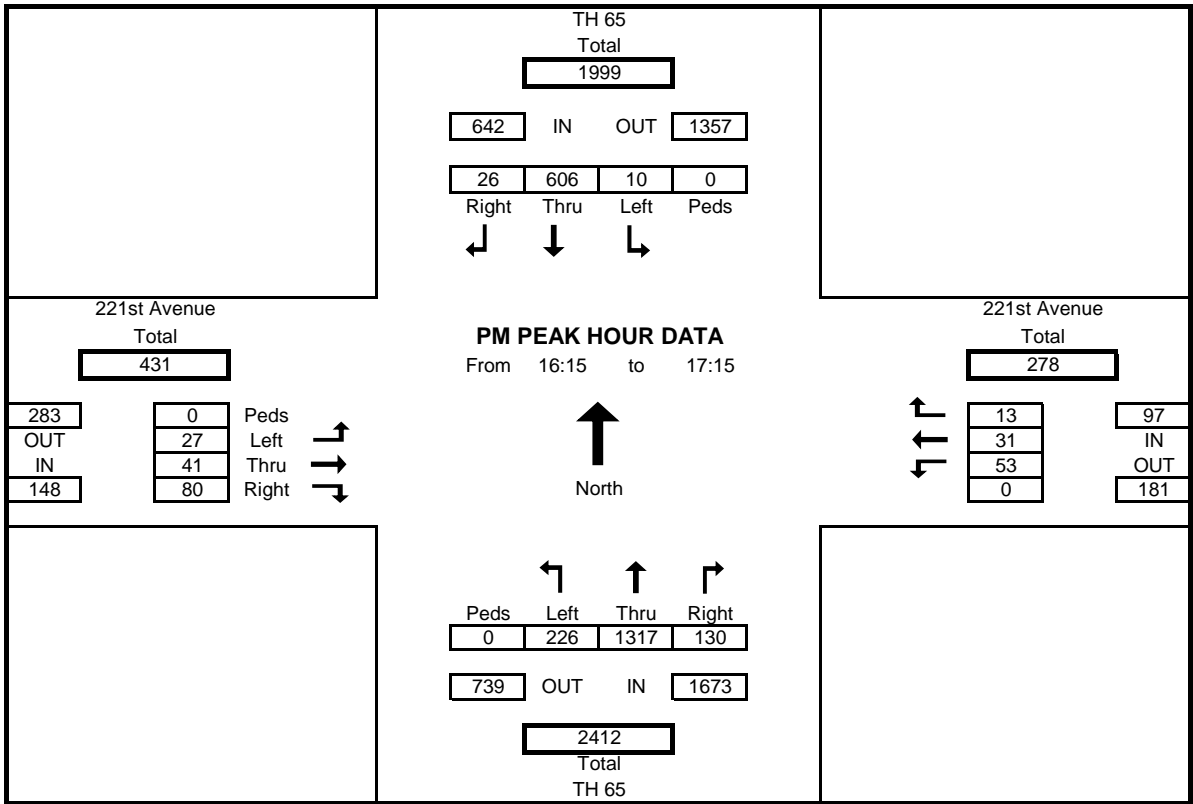 TH 65
Total
1999
642 IN OUT 1357
26 606 10 0
Right Thru Left Peds
221st Avenue
Total
431
283 0 Peds
OUT 27 Left
IN 41 Thru
148 80 Right
PM PEAK HOUR DATA
From 16:15 to 17:15
North
221st Avenue
Total
278
13 97
31 IN
53 OUT
0 181
Peds Left Thru Right
0 226 1317 130
739 OUT IN 1673
2412
Total
TH 65